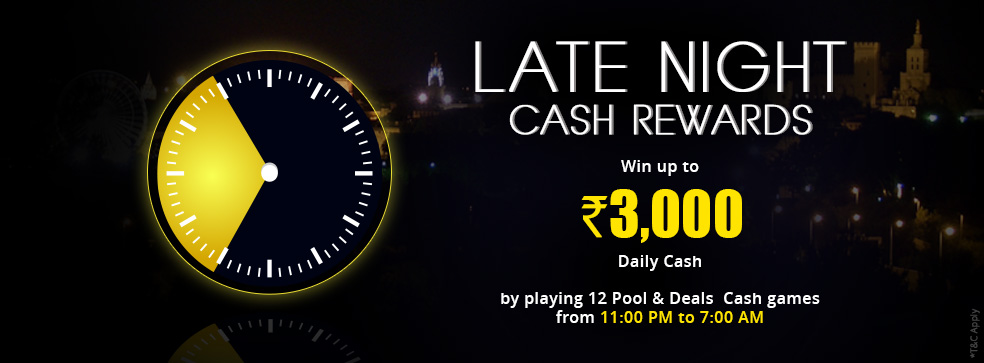 LATE NIGHT
CASH REWARDS
Win up to
₹3,000
Daily Cash
by playing 12 Pool & Deals Cash games
from 11:00 PM to 7:00 AM
*T&C Apply